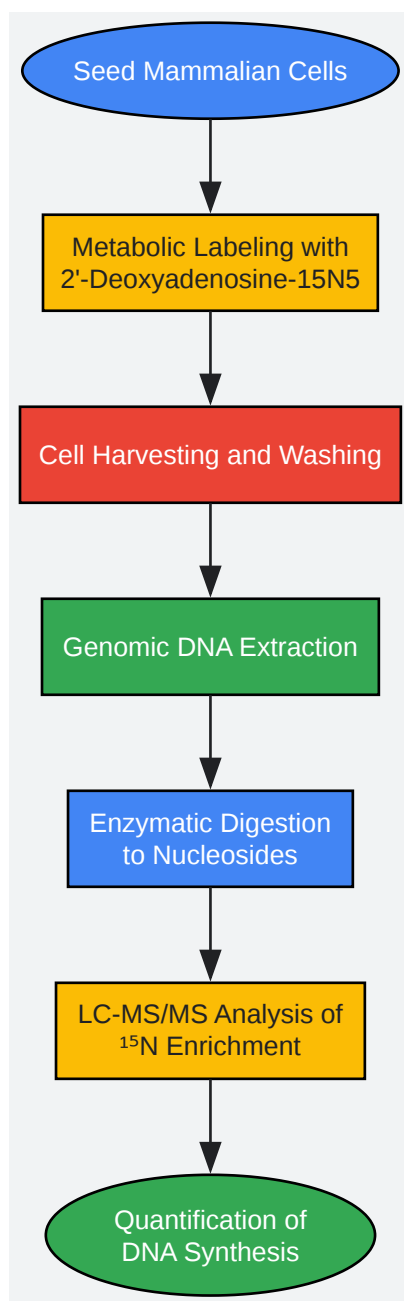 Seed Mammalian Cells
Metabolic Labeling with
2'-Deoxyadenosine-15N5
Cell Harvesting and Washing
Genomic DNA Extraction
Enzymatic Digestion
to Nucleosides
LC-MS/MS Analysis of
¹⁵N Enrichment
Quantification of
DNA Synthesis